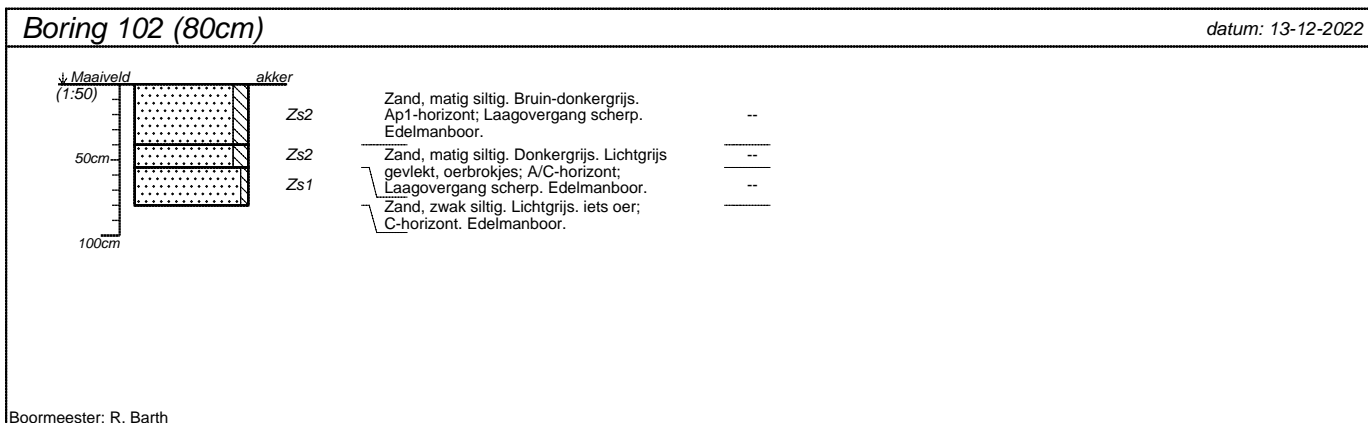 Boring 102 (80cm)
datum: 13-12-2022
Maaiveld
akker
(1:50)
Zs2
Zand, matig siltig. Bruin-donkergrijs.
Ap1-horizont; Laagovergang scherp.
Edelmanboor.
--
50cm
Zs2
Zand, matig siltig. Donkergrijs. Lichtgrijs
gevlekt, oerbrokjes; A/C-horizont;
Laagovergang scherp. Edelmanboor.
--
Zs1
Zand, zwak siltig. Lichtgrijs. iets oer;
C-horizont. Edelmanboor.
--
100cm
Boormeester: R. Barth